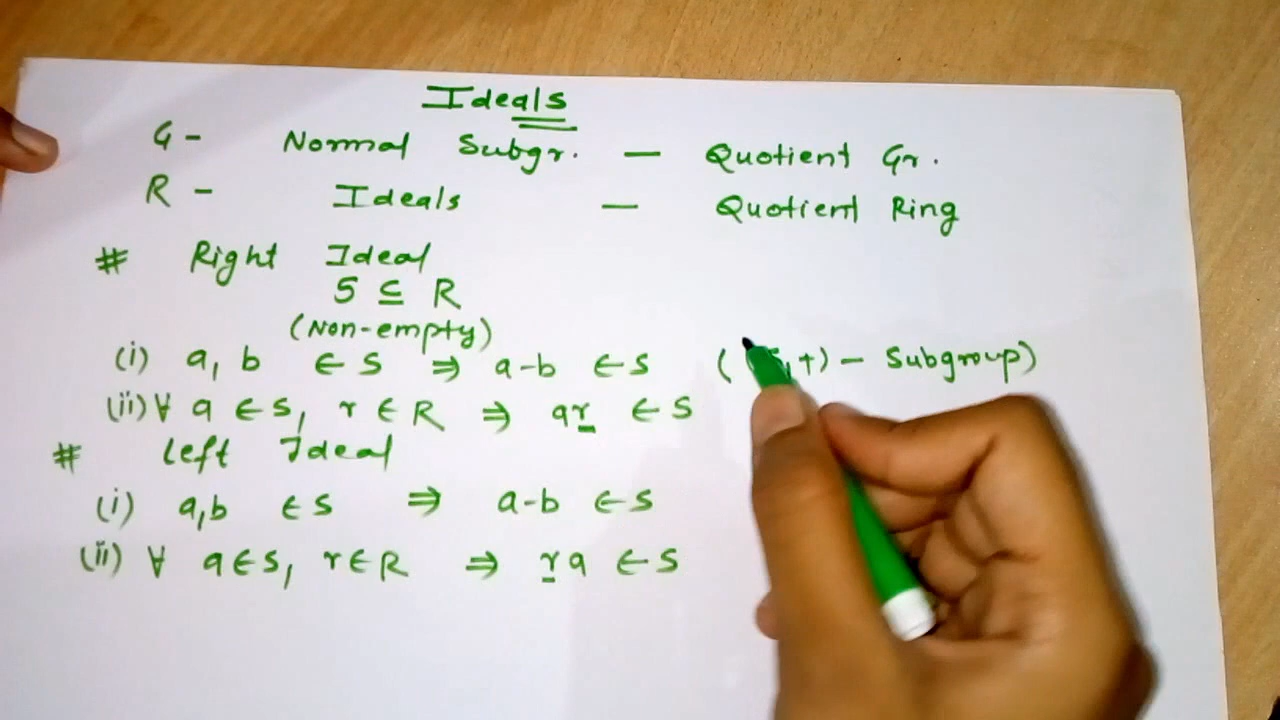 Ideals
G - Normal Subgr. — Quotient Gr.
R - Ideals — Quotient Ring
# Right Ideal
S ⊆ R
(Non-empty)
(i) a, b ∈ S ⇒ a-b ∈ S ( ,+) - Subgroup)
(ii) ∀ a ∈ S, r ∈ R ⇒ ar ∈ S
# Left Ideal
(i) a,b ∈ S ⇒ a-b ∈ S
(ii) ∀ a ∈ S, r ∈ R ⇒ ra ∈ S